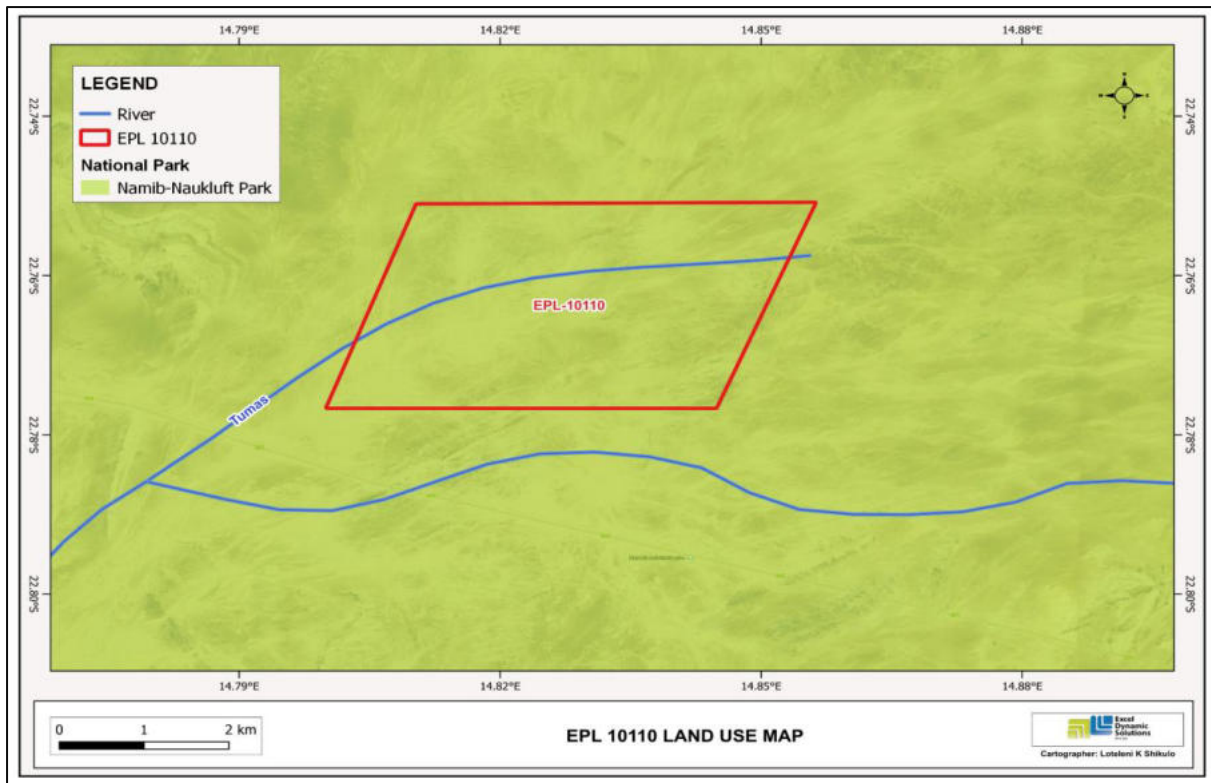 14.79°E 14.82°E 14.85°E 14.88°E
LEGEND
River
EPL 10110
National Park
Namib-Naukluft Park
N
W E
S
22.74°S 22.74°S
22.76°S 22.76°S
EPL-10110
Tumas
22.78°S 22.78°S
22.80°S 22.80°S
14.79°E 14.82°E 14.85°E 14.88°E
0 1 2 km
EPL 10110 LAND USE MAP
Excel
Dynamic
Solutions
Cartographer: Loteleni K Shikulo